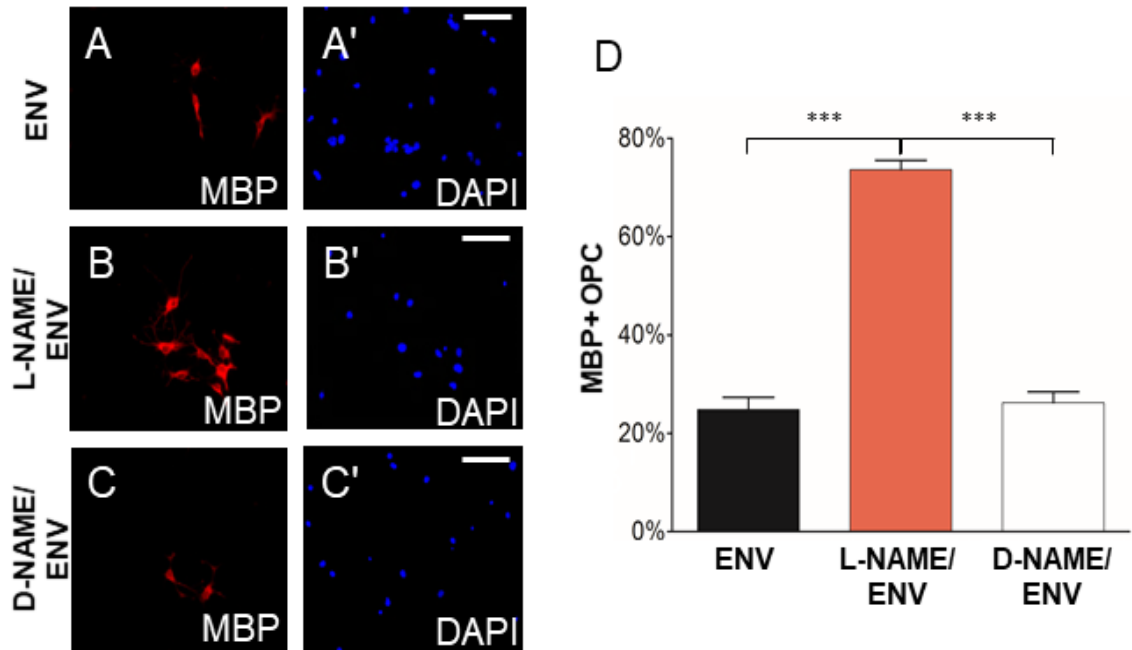 ENV
A
MBP
A'
DAPI
L-NAME/
ENV
B
MBP
B'
DAPI
D-NAME/
ENV
C
MBP
C'
DAPI
D
***
***
MBP+ OPC
80%
60%
40%
20%
0%
ENV
L-NAME/
ENV
D-NAME/
ENV